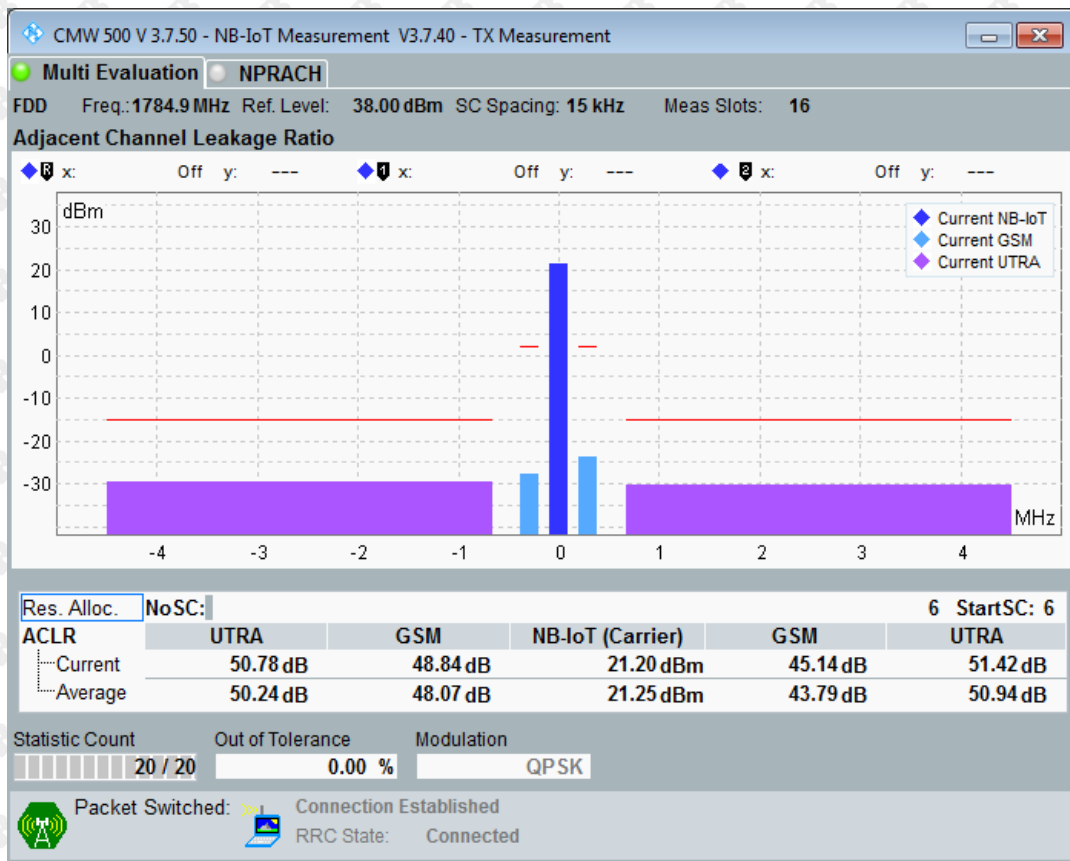 CMW 500 V 3.7.50 - NB-IoT Measurement V3.7.40 - TX Measurement
Multi Evaluation NPRACH
FDD Freq.: 1784.9 MHz Ref. Level: 38.00 dBm SC Spacing: 15 kHz Meas Slots: 16
Adjacent Channel Leakage Ratio
R x: Off y: --- 1 x: Off y: --- 2 x: Off y: ---
dBm
Current NB-IoT
Current GSM
Current UTRA
30
20
10
0
-10
-20
-30
MHz
-4 -3 -2 -1 0 1 2 3 4
Res. Alloc. NoSC: 6 StartSC: 6
ACLR UTRA GSM NB-IoT (Carrier) GSM UTRA
Current 50.78 dB 48.84 dB 21.20 dBm 45.14 dB 51.42 dB
Average 50.24 dB 48.07 dB 21.25 dBm 43.79 dB 50.94 dB
Statistic Count Out of Tolerance Modulation
20 / 20 0.00 % QPSK
Packet Switched: Connection Established
RRC State: Connected